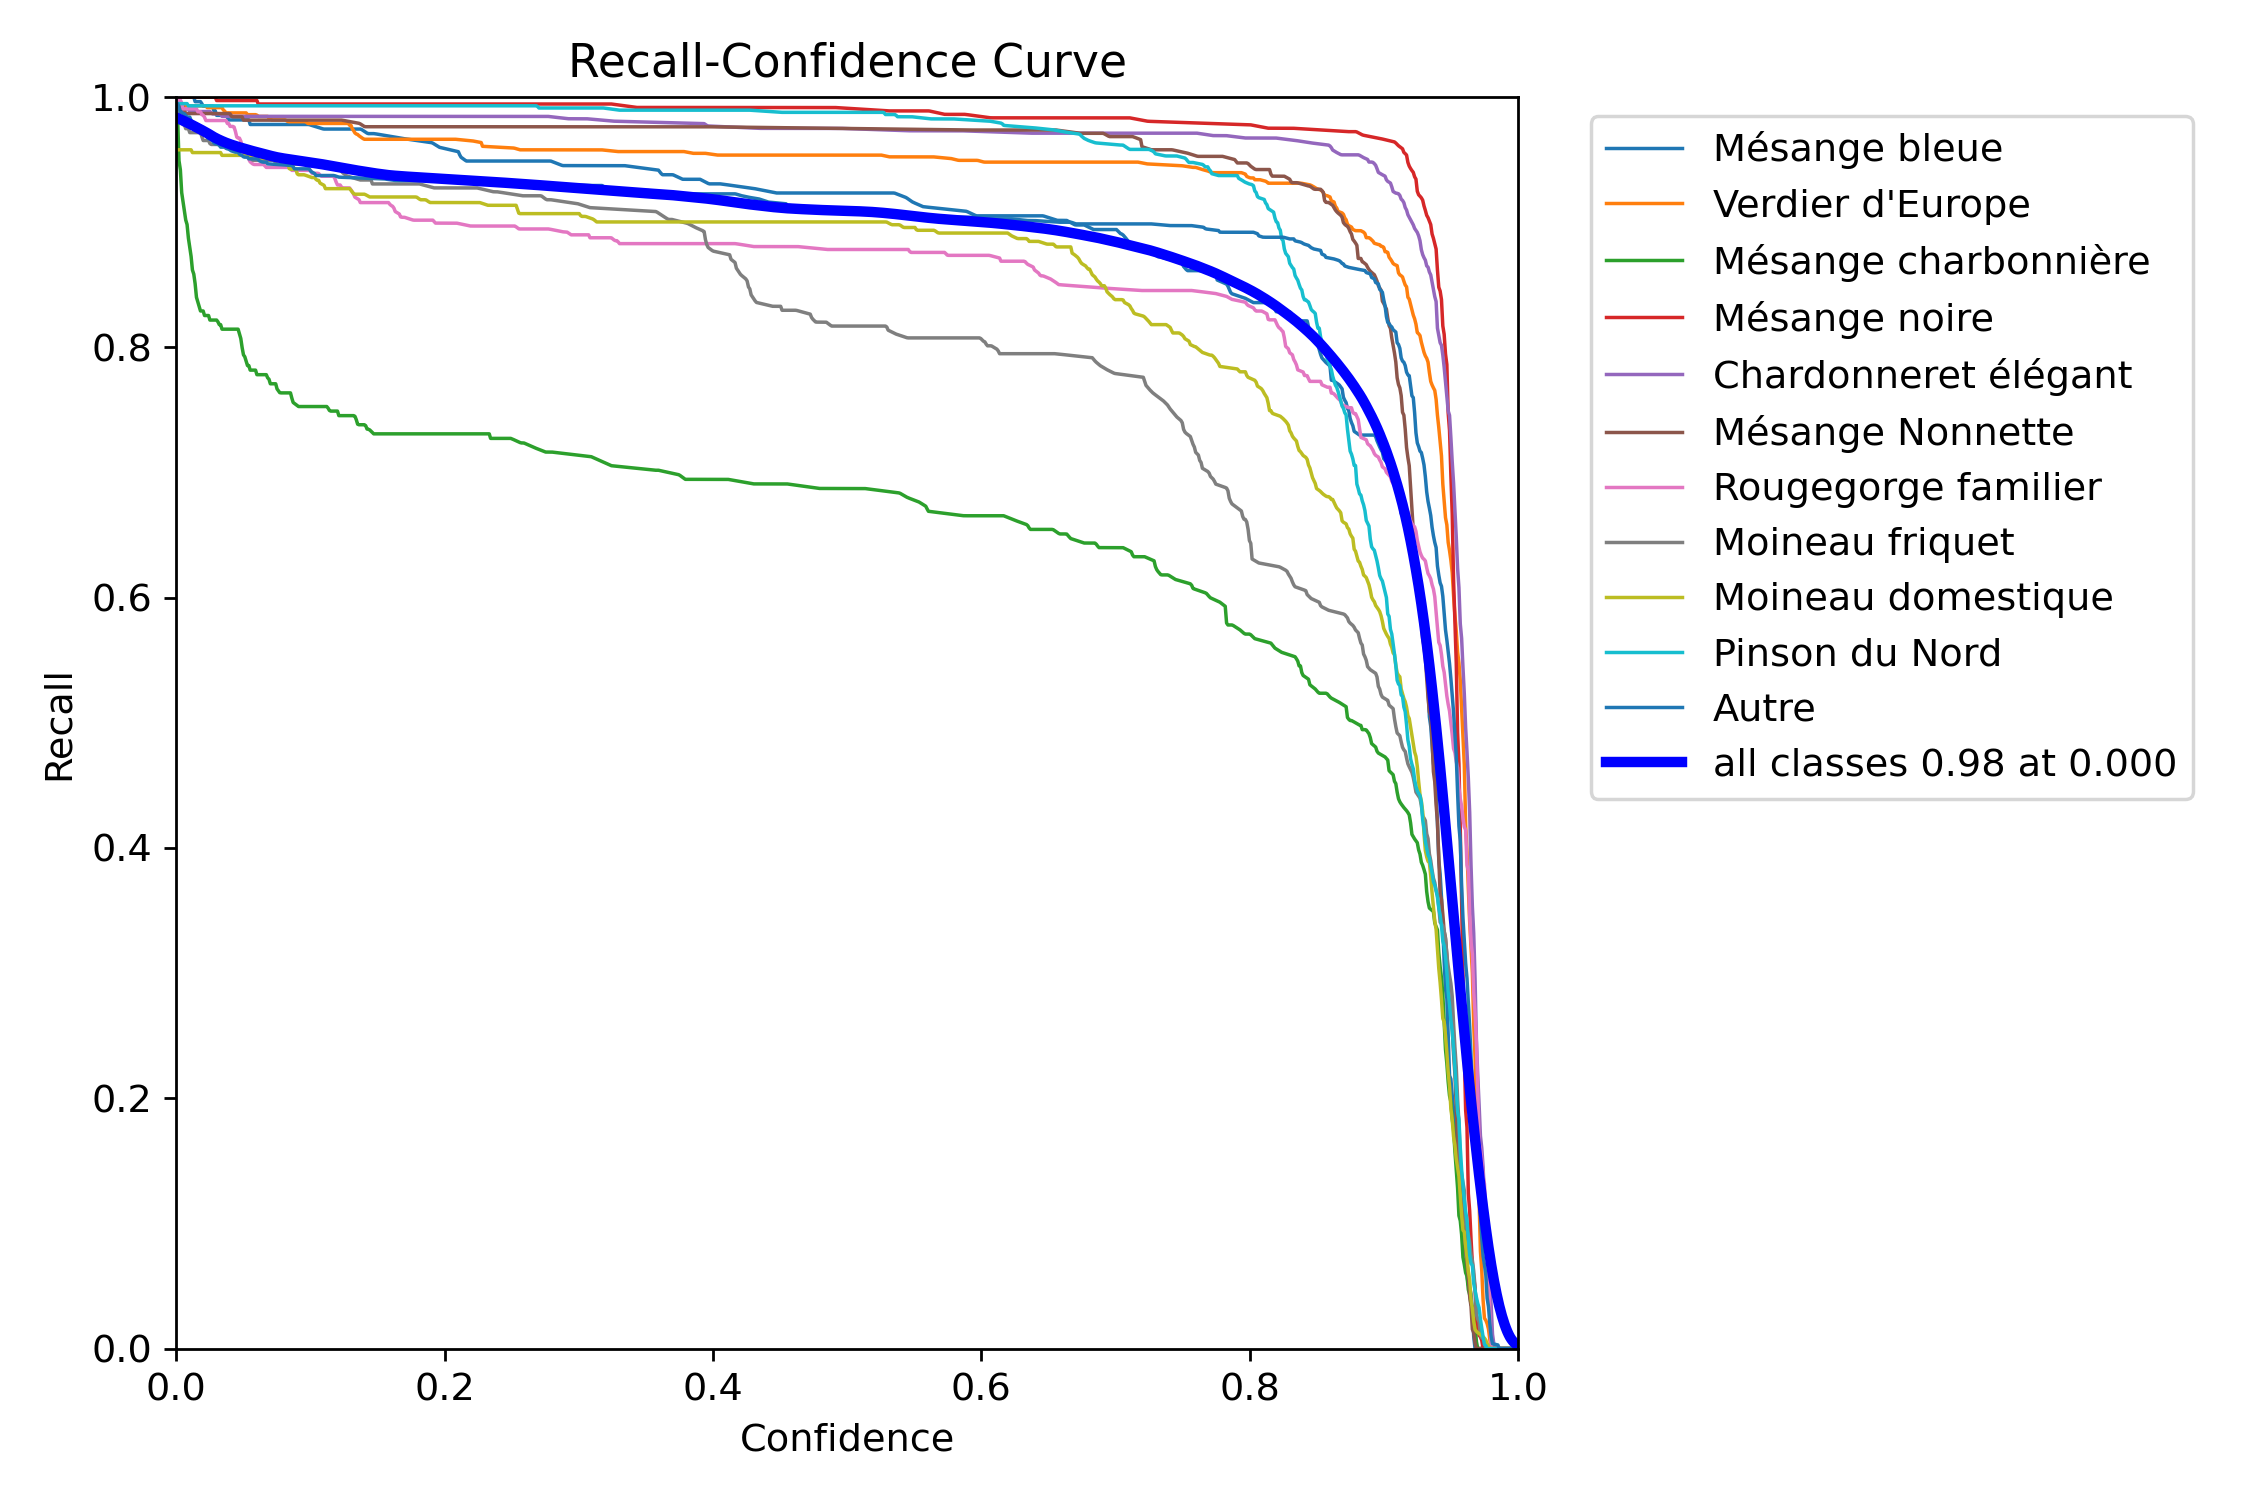 Recall-Confidence Curve
1.0
0.8
0.6
0.4
0.2
0.0
Recall
0.0 0.2 0.4 0.6 0.8 1.0
Confidence
Mésange bleue
Verdier d'Europe
Mésange charbonnière
Mésange noire
Chardonneret élégant
Mésange Nonnette
Rougegorge familier
Moineau friquet
Moineau domestique
Pinson du Nord
Autre
all classes 0.98 at 0.000